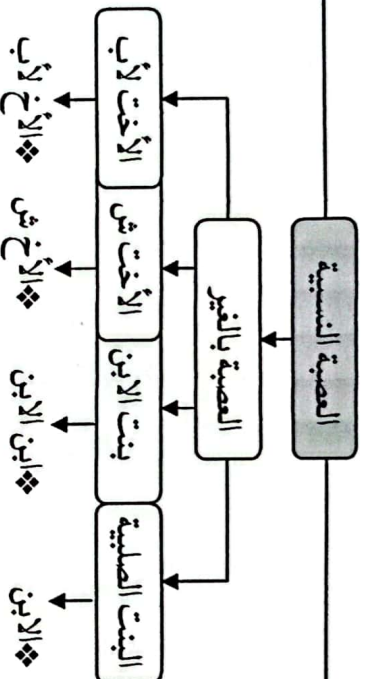 العصبة النسبية
العصبة بالغير
البنت الصلبية
بنت الابن
الأخت ش
الأخت لأب
❖الابن
❖ابن الابن
❖الأخ ش
❖الأخ لأب